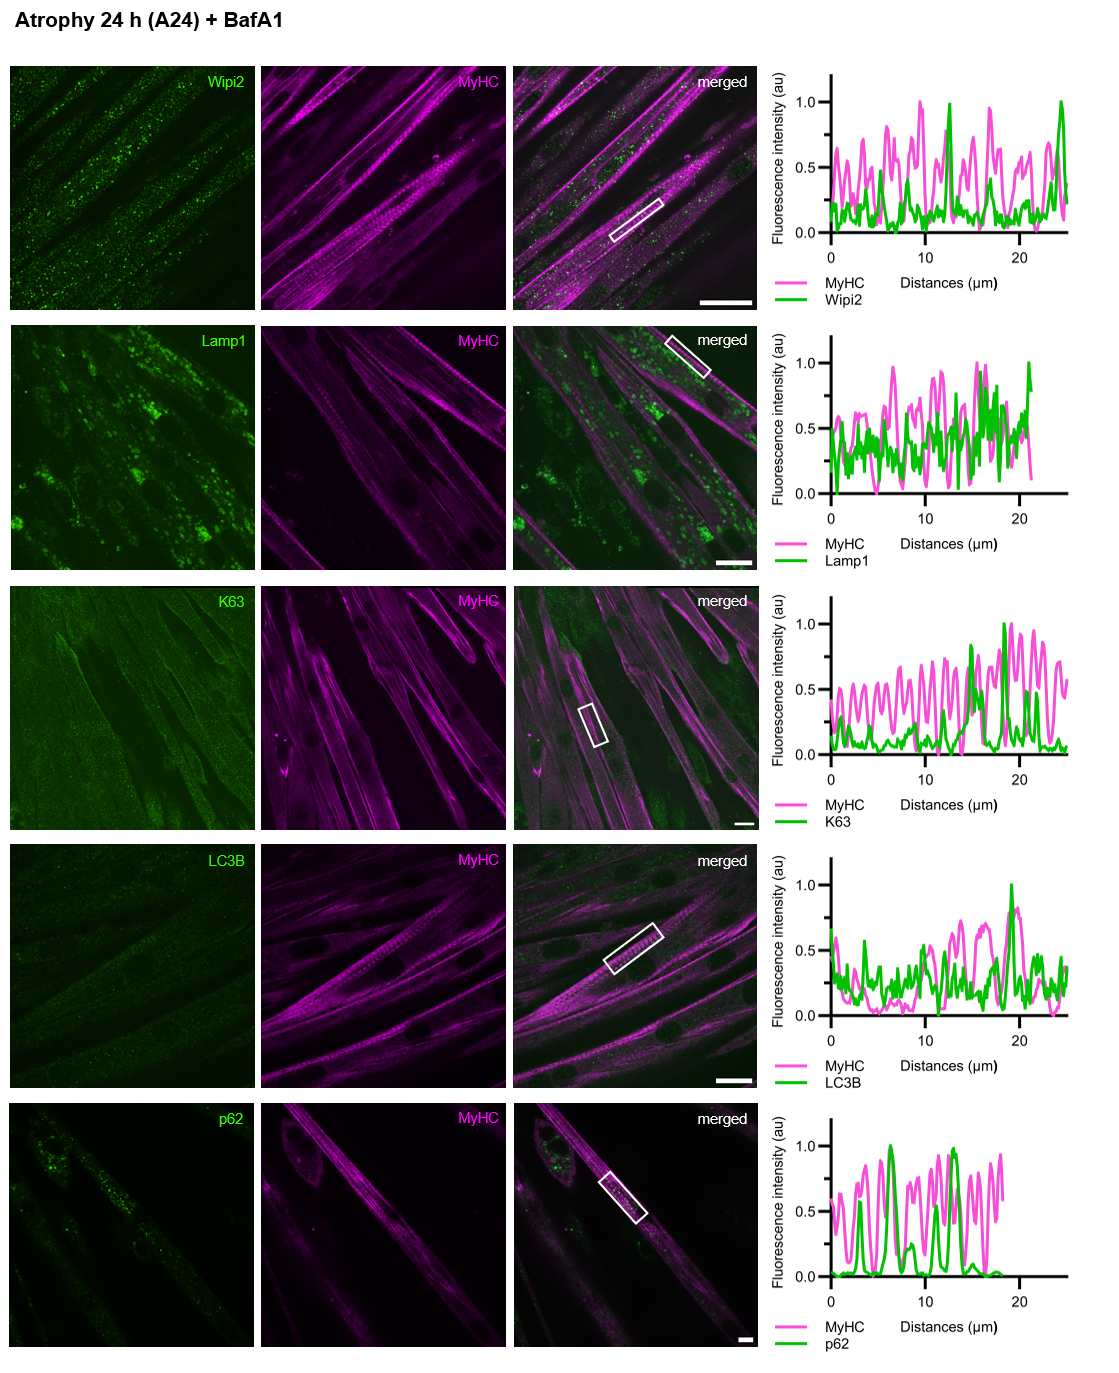 Atrophy 24 h (A24) + BafA1
Wipi2
MyHC
merged
Fluorescence intensity (au)
1.0
0.5
0.0
0
10
20
Distances (µm)
MyHC
Wipi2
Lamp1
MyHC
merged
Fluorescence intensity (au)
1.0
0.5
0.0
0
10
20
Distances (µm)
MyHC
Lamp1
K63
MyHC
merged
Fluorescence intensity (au)
1.0
0.5
0.0
0
10
20
Distances (µm)
MyHC
K63
LC3B
MyHC
merged
Fluorescence intensity (au)
1.0
0.5
0.0
0
10
20
Distances (µm)
MyHC
LC3B
p62
MyHC
merged
Fluorescence intensity (au)
1.0
0.5
0.0
0
10
20
Distances (µm)
MyHC
p62